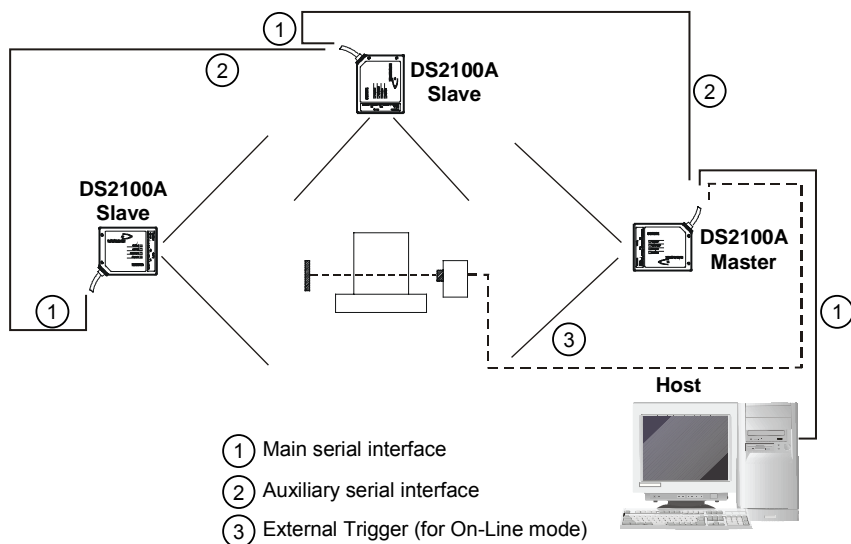 1
2
DS2100A
Slave
2
DS2100A
Slave
DS2100A
Master
1
1
3
Host
1 Main serial interface
2 Auxiliary serial interface
3 External Trigger (for On-Line mode)